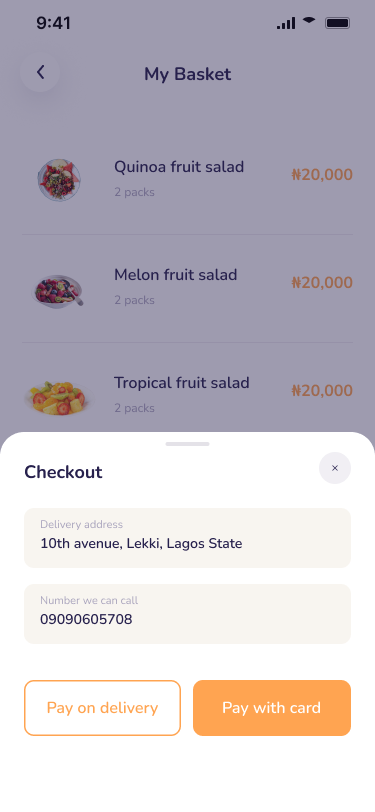 9:41
My Basket
Quinoa fruit salad
₦20,000
2 packs
Melon fruit salad
₦20,000
2 packs
Tropical fruit salad
₦20,000
2 packs
Checkout
×
Delivery address
10th avenue, Lekki, Lagos State
Number we can call
09090605708
Pay on delivery
Pay with card